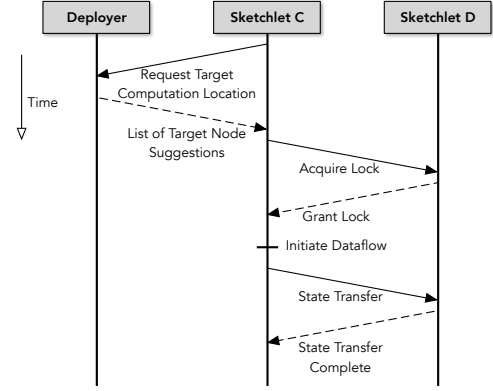 Deployer
Sketchlet C
Sketchlet D
Request Target
Computation Location
Time
List of Target Node
Suggestions
Acquire Lock
Grant Lock
Initiate Dataflow
State Transfer
State Transfer
Complete